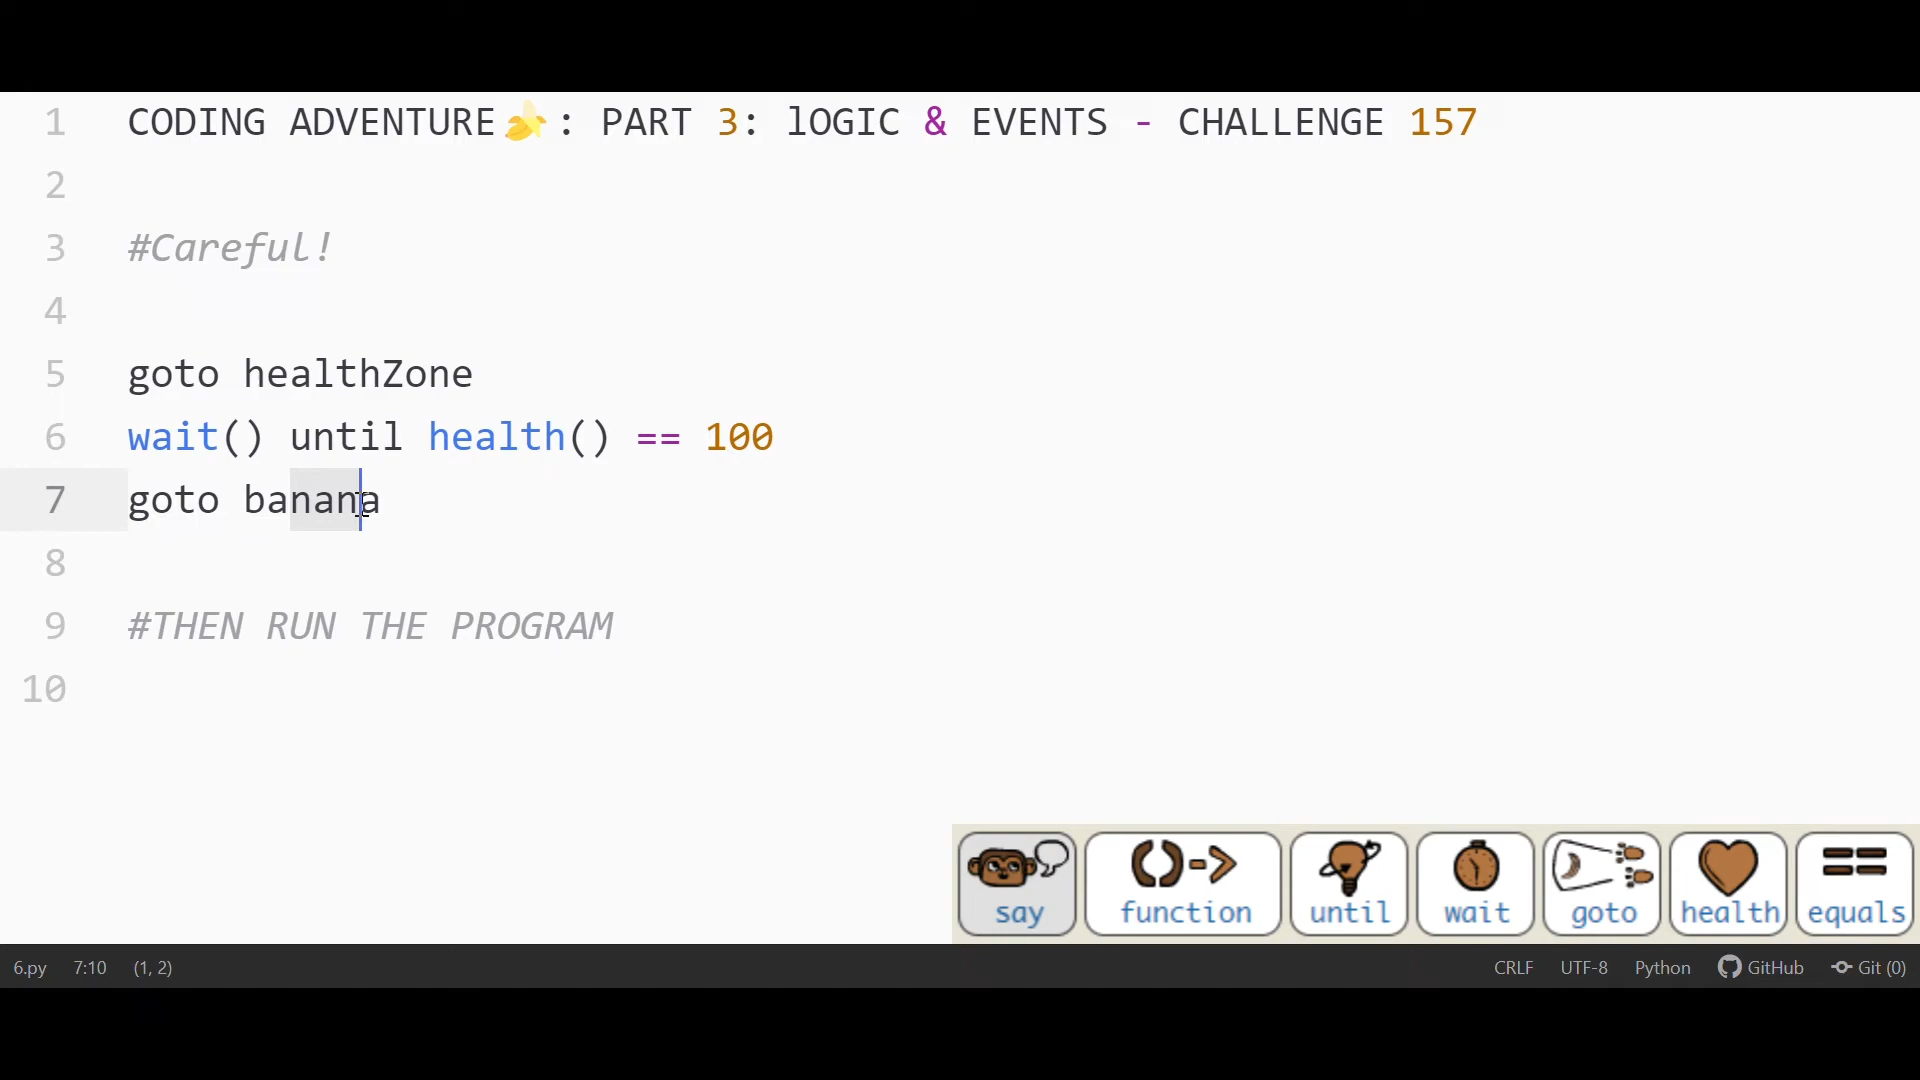 1 CODING ADVENTURE🍌: PART 3: lOGIC & EVENTS - CHALLENGE 157
2
3 #Careful!
4
5 goto healthZone
6 wait() until health() == 100
7 goto banana
8
9 #THEN RUN THE PROGRAM
10
say function until wait goto health equals
6.py 7:10 (1, 2) CRLF UTF-8 Python GitHub Git (0)